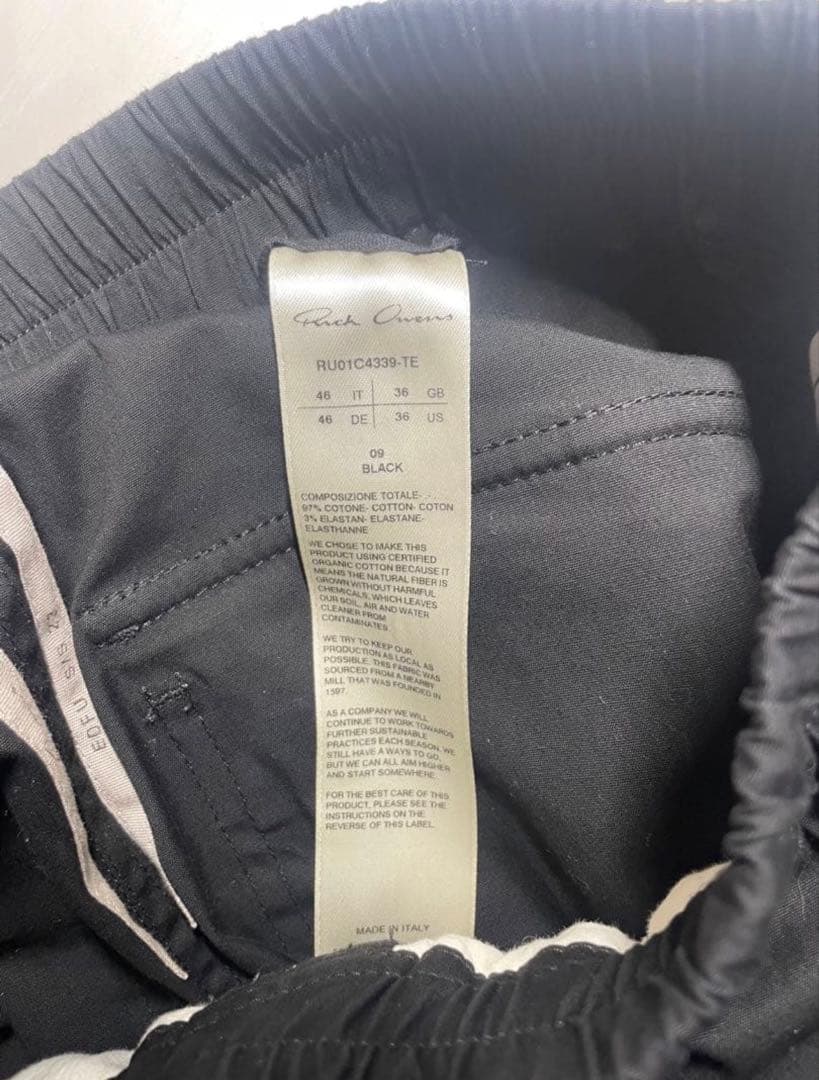 Rick Owens
RU01C4339-TE
46 IT 36 GB
46 DE 36 US
09
BLACK
COMPOSIZIONE TOTALE-
97% COTONE- COTTON- COTON
3% ELASTAN- ELASTANE-
ELASTHANNE
WE CHOSE TO MAKE THIS
PRODUCT USING CERTIFIED
ORGANIC COTTON BECAUSE IT
MEANS THE NATURAL FIBER IS
GROWN WITHOUT HARMFUL
CHEMICALS, WHICH LEAVES
OUR SOIL, AIR AND WATER
CLEANER FROM
CONTAMINATES.
WE TRY TO KEEP OUR
PRODUCTION AS LOCAL AS
POSSIBLE. THIS FABRIC WAS
SOURCED FROM A NEARBY
MILL THAT WAS FOUNDED IN
1597.
AS A COMPANY WE WILL
CONTINUE TO WORK TOWARDS
FURTHER SUSTAINABLE
PRACTICES EACH SEASON. WE
STILL HAVE A WAYS TO GO,
BUT WE CAN ALL AIM HIGHER
AND START SOMEWHERE.
FOR THE BEST CARE OF THIS
PRODUCT, PLEASE SEE THE
INSTRUCTIONS ON THE
REVERSE OF THIS LABEL.
MADE IN ITALY
EDFU S/S 23